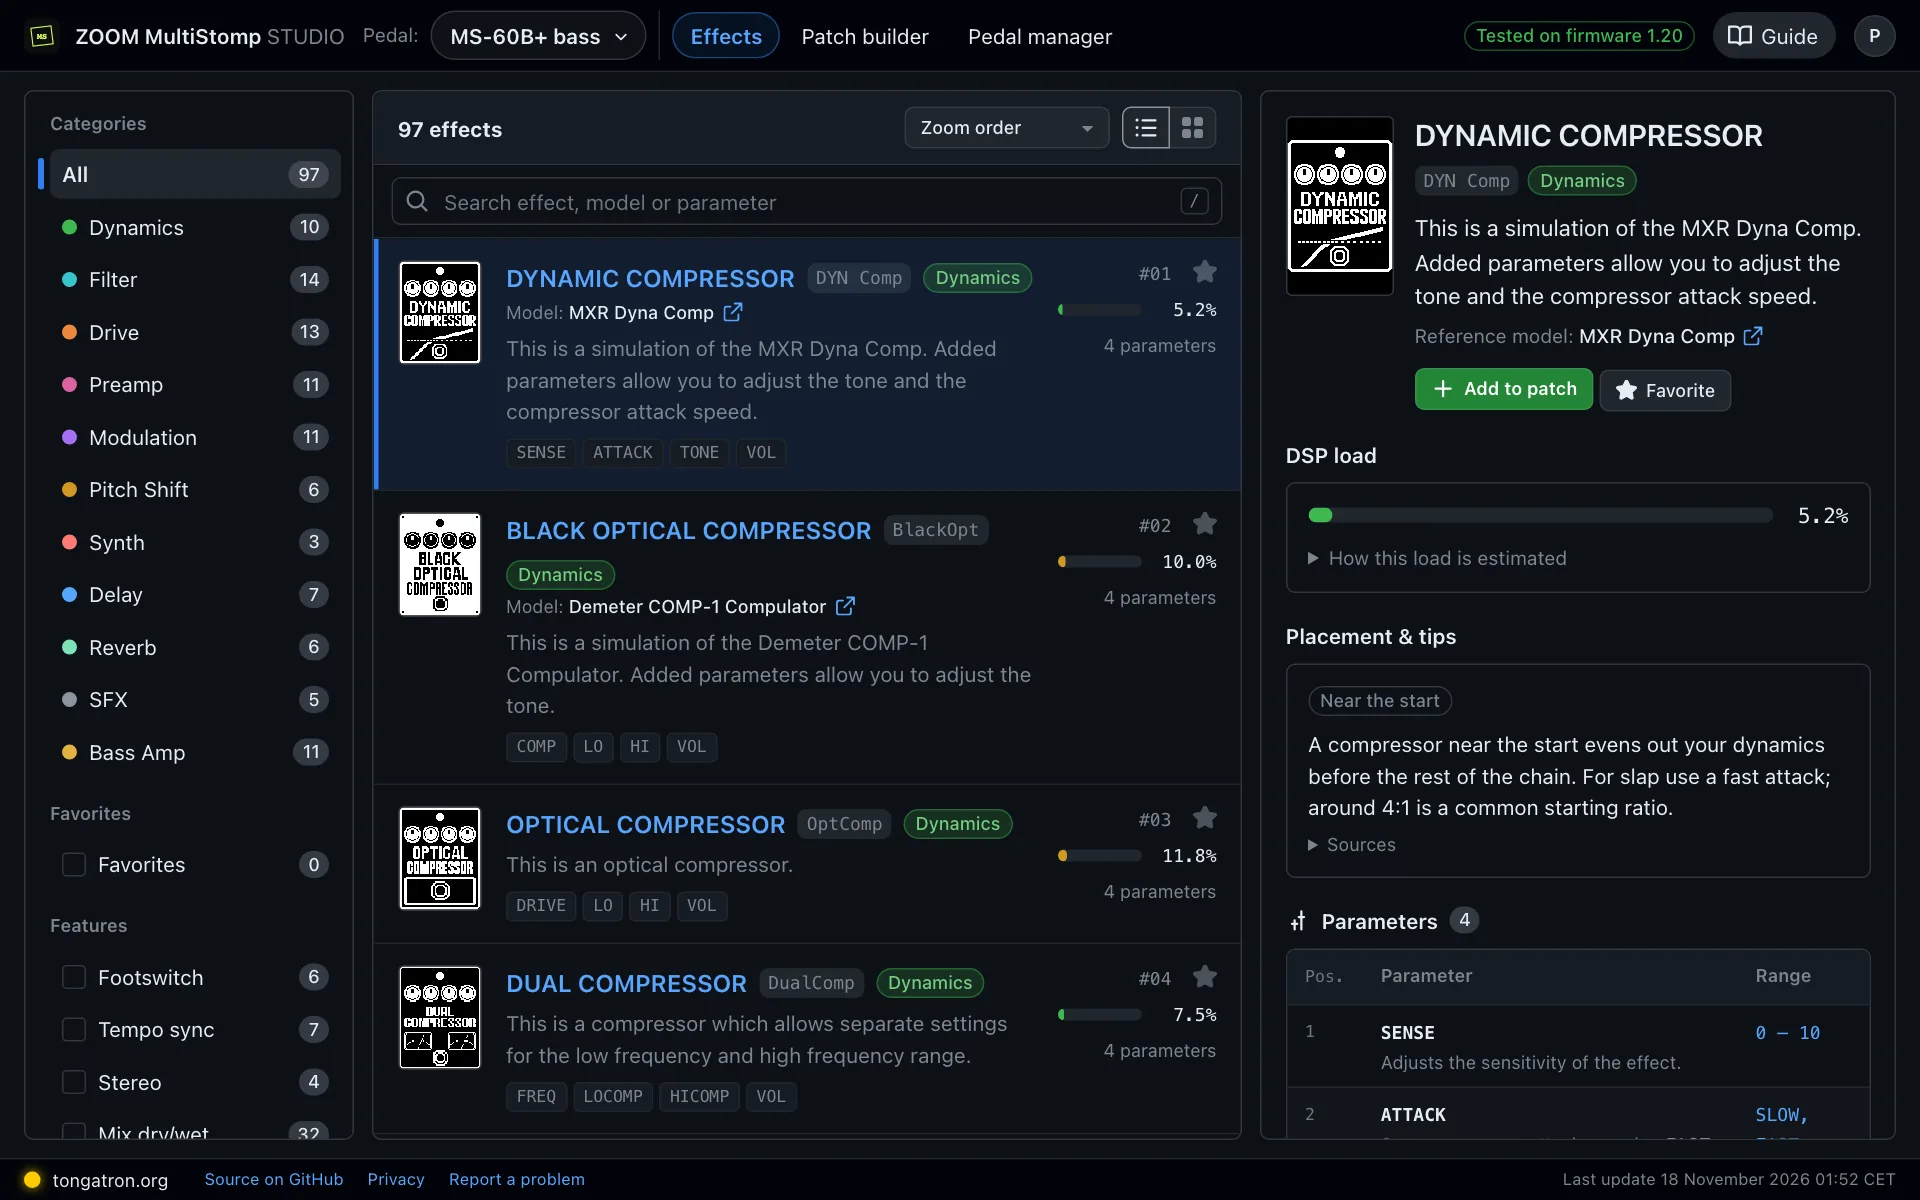 MS ZOOM MultiStomp STUDIO Pedal: MS-60B+ bass Effects Patch builder Pedal manager Tested on firmware 1.20 Guide P
Categories
All 97
Dynamics 10
Filter 14
Drive 13
Preamp 11
Modulation 11
Pitch Shift 6
Synth 3
Delay 7
Reverb 6
SFX 5
Bass Amp 11
Favorites
Favorites 0
Features
Footswitch 6
Tempo sync 7
Stereo 4
Mix dry/wet 32
97 effects Zoom order
Search effect, model or parameter /
DYNAMIC COMPRESSOR
DYNAMIC COMPRESSOR DYN Comp Dynamics #01
Model: MXR Dyna Comp 5.2%
This is a simulation of the MXR Dyna Comp. Added 4 parameters
parameters allow you to adjust the tone and the
compressor attack speed.
SENSE ATTACK TONE VOL
BLACK OPTICAL COMPRESSOR
BLACK OPTICAL COMPRESSOR BlackOpt #02
Dynamics 10.0%
Model: Demeter COMP-1 Compulator 4 parameters
This is a simulation of the Demeter COMP-1
Compulator. Added parameters allow you to adjust the
tone.
COMP LO HI VOL
OPTICAL COMPRESSOR
OPTICAL COMPRESSOR OptComp Dynamics #03
This is an optical compressor. 11.8%
4 parameters
DRIVE LO HI VOL
DUAL COMPRESSOR
DUAL COMPRESSOR DualComp Dynamics #04
This is a compressor which allows separate settings 7.5%
for the low frequency and high frequency range. 4 parameters
FREQ LOCOMP HICOMP VOL
DYNAMIC COMPRESSOR
DYNAMIC COMPRESSOR
DYN Comp Dynamics
This is a simulation of the MXR Dyna Comp.
Added parameters allow you to adjust the
tone and the compressor attack speed.
Reference model: MXR Dyna Comp
Add to patch Favorite
DSP load
5.2%
How this load is estimated
Placement & tips
Near the start
A compressor near the start evens out your dynamics
before the rest of the chain. For slap use a fast attack;
around 4:1 is a common starting ratio.
Sources
Parameters 4
Pos. Parameter Range
1 SENSE 0 – 10
Adjusts the sensitivity of the effect.
2 ATTACK SLOW,
tongatron.org Source on GitHub Privacy Report a problem Last update 18 November 2026 01:52 CET